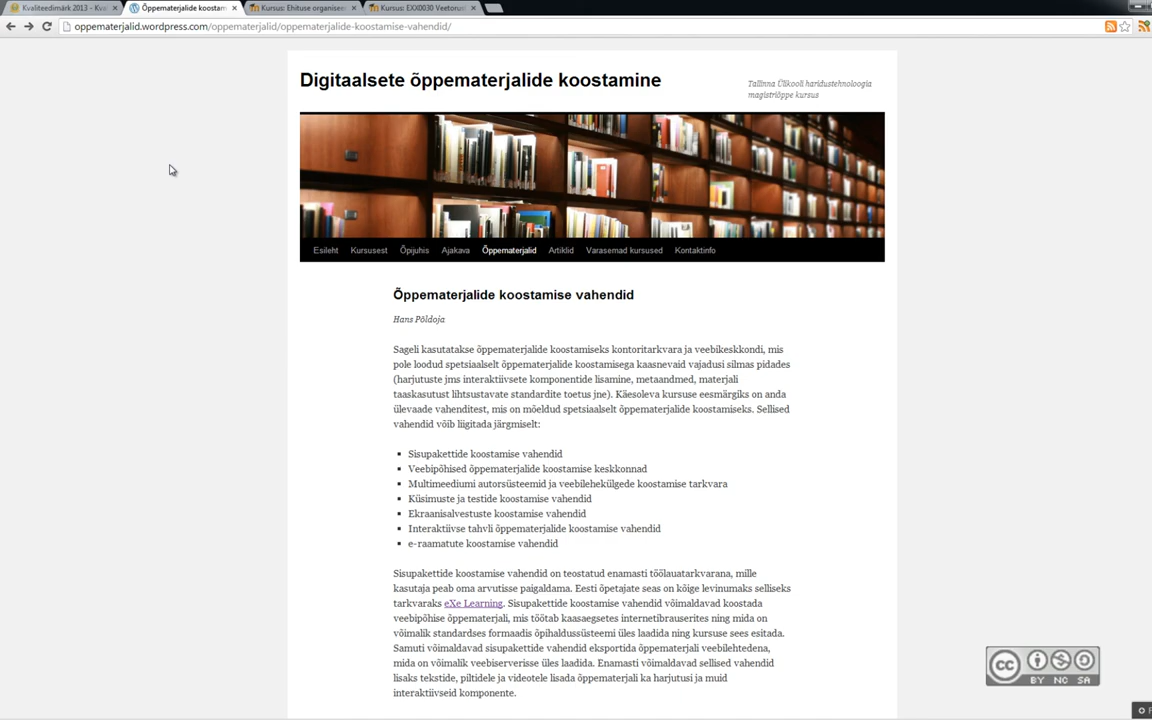 Kvaliteedimärk 2013 - Kva
Õppematerjalide koostam
Kursus: Ehituse organisee
Kursus: EXX0030 Veetorus
oppematerjalid.wordpress.com/oppematerjalid/oppematerjalide-koostamise-vahendid/
Digitaalsete õppematerjalide koostamine
Tallinna Ülikooli haridustehnoloogia
magistriõppe kursus
Esileht Kursusest Õpijuhis Ajakava Õppematerjalid Artiklid Varasemad kursused Kontaktinfo
Õppematerjalide koostamise vahendid
Hans Põldoja
Sageli kasutatakse õppematerjalide koostamiseks kontoritarkvara ja veebikeskkondi, mis
pole loodud spetsiaalselt õppematerjalide koostamisega kaasnevaid vajadusi silmas pidades
(harjutuste jms interaktiivsete komponentide lisamine, metaandmed, materjali
taaskasutust lihtsustavate standardite toetus jne). Käesoleva kursuse eesmärgiks on anda
ülevaade vahenditest, mis on mõeldud spetsiaalselt õppematerjalide koostamiseks. Sellised
vahendid võib liigitada järgmiselt:
Sisupakettide koostamise vahendid
Veebipõhised õppematerjalide koostamise keskkonnad
Multimeediumi autorsüsteemid ja veebilehekülgede koostamise tarkvara
Küsimuste ja testide koostamise vahendid
Ekraanisalvestuste koostamise vahendid
Interaktiivse tahvli õppematerjalide koostamise vahendid
e-raamatute koostamise vahendid
Sisupakettide koostamise vahendid on teostatud enamasti töölauatarkvarana, mille
kasutaja peab oma arvutisse paigaldama. Eesti õpetajate seas on kõige levinumaks selliseks
tarkvaraks eXe Learning. Sisupakettide koostamise vahendid võimaldavad koostada
veebipõhise õppematerjali, mis töötab kaasaegsetes internetibrauserites ning mida on
võimalik standardses formaadis õpihaldussüsteemi üles laadida ning kursuse sees esitada.
Samuti võimaldavad sisupakettide vahendid eksportida õppematerjali veebilehtedena,
mida on võimalik veebiserverisse üles laadida. Enamasti võimaldavad sellised vahendid
lisaks tekstide, piltidele ja videotele lisada õppematerjali ka harjutusi ja muid
interaktiivseid komponente.
cc
BY NC SA